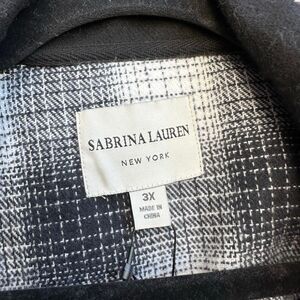 SABRINA LAUREN
NEW YORK
3X
MADE IN
CHINA